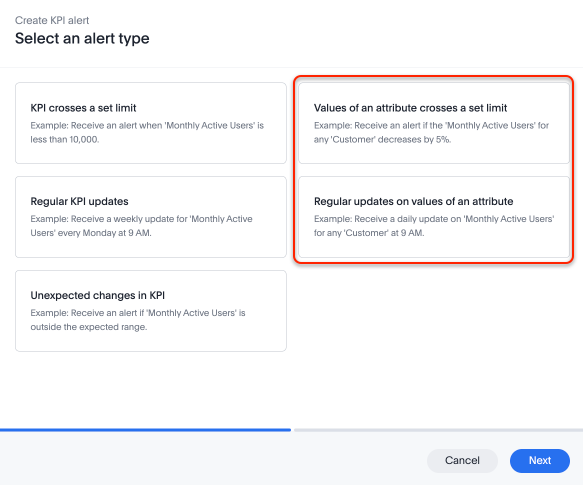 Create KPI alert
Select an alert type
KPI crosses a set limit
Example: Receive an alert when 'Monthly Active Users' is
less than 10,000.
Values of an attribute crosses a set limit
Example: Receive an alert if the 'Monthly Active Users' for
any 'Customer' decreases by 5%.
Regular KPI updates
Example: Receive a weekly update for 'Monthly Active
Users' every Monday at 9 AM.
Regular updates on values of an attribute
Example: Receive a daily update on 'Monthly Active Users'
for any 'Customer' at 9 AM.
Unexpected changes in KPI
Example: Receive an alert if 'Monthly Active Users' is
outside the expected range.
Cancel
Next